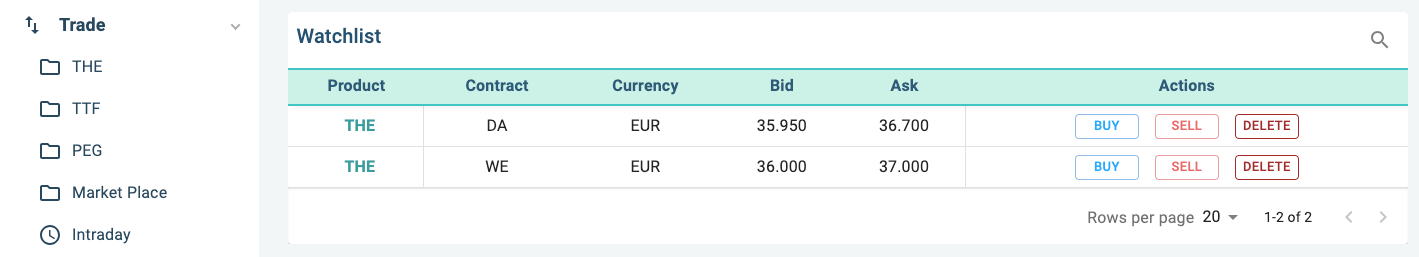 Trade
THE
TTF
PEG
Market Place
Intraday
Watchlist
Product Contract Currency Bid Ask Actions
THE DA EUR 35.950 36.700 BUY SELL DELETE
THE WE EUR 36.000 37.000 BUY SELL DELETE
Rows per page 20 1-2 of 2